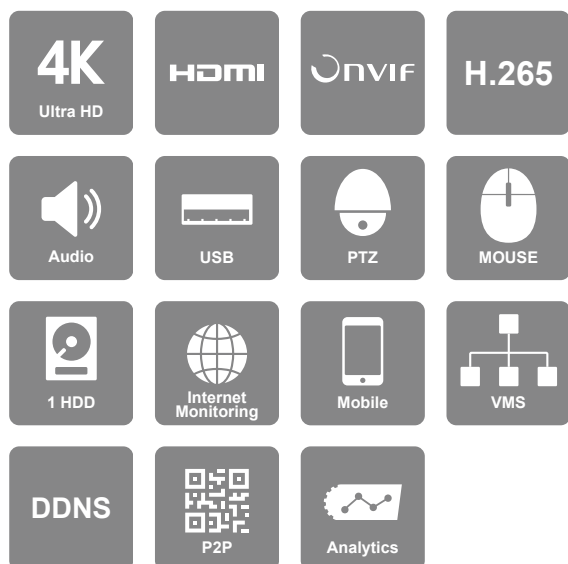 4K
Ultra HD
HDMI
ONVIF
H.265
Audio
USB
PTZ
MOUSE
1 HDD
Internet
Monitoring
Mobile
VMS
DDNS
P2P
Analytics